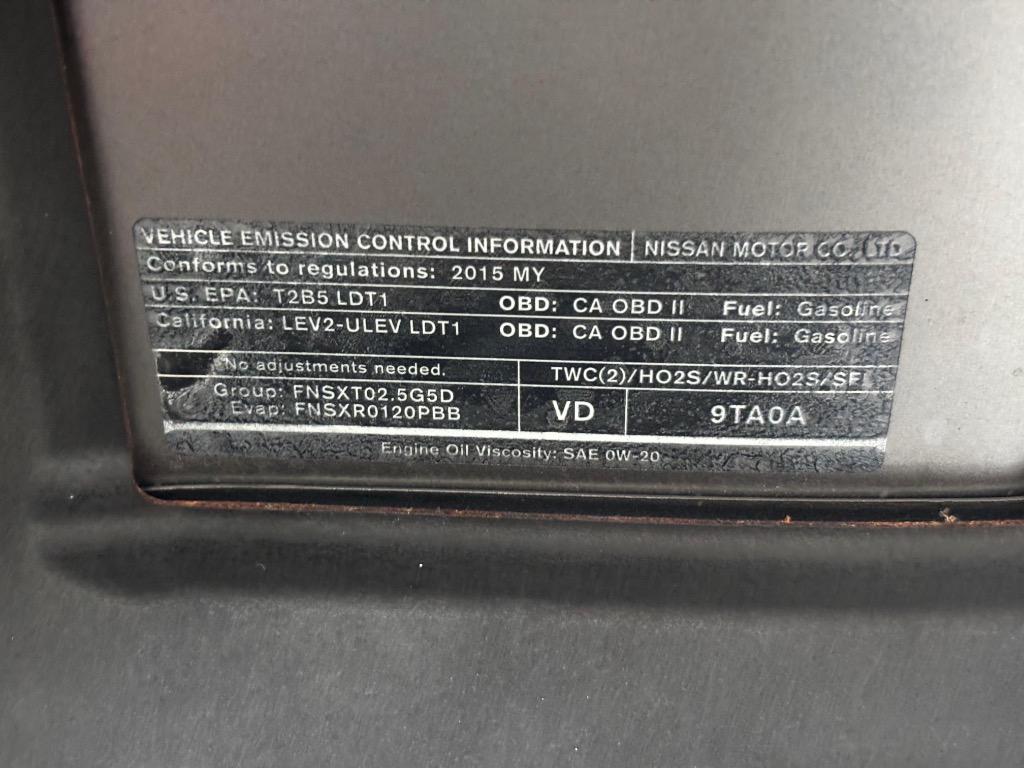 VEHICLE EMISSION CONTROL INFORMATION | NISSAN MOTOR CO., LTD.
Conforms to regulations: 2015 MY
U.S. EPA: T2B5 LDT1 OBD: CA OBD II Fuel: Gasoline
California: LEV2-ULEV LDT1 OBD: CA OBD II Fuel: Gasoline
No adjustments needed. TWC(2)/HO2S/WR-HO2S/SFI
Group: FNSXT02.5G5D
Evap: FNSXR0120PBB VD 9TA0A
Engine Oil Viscosity: SAE 0W-20